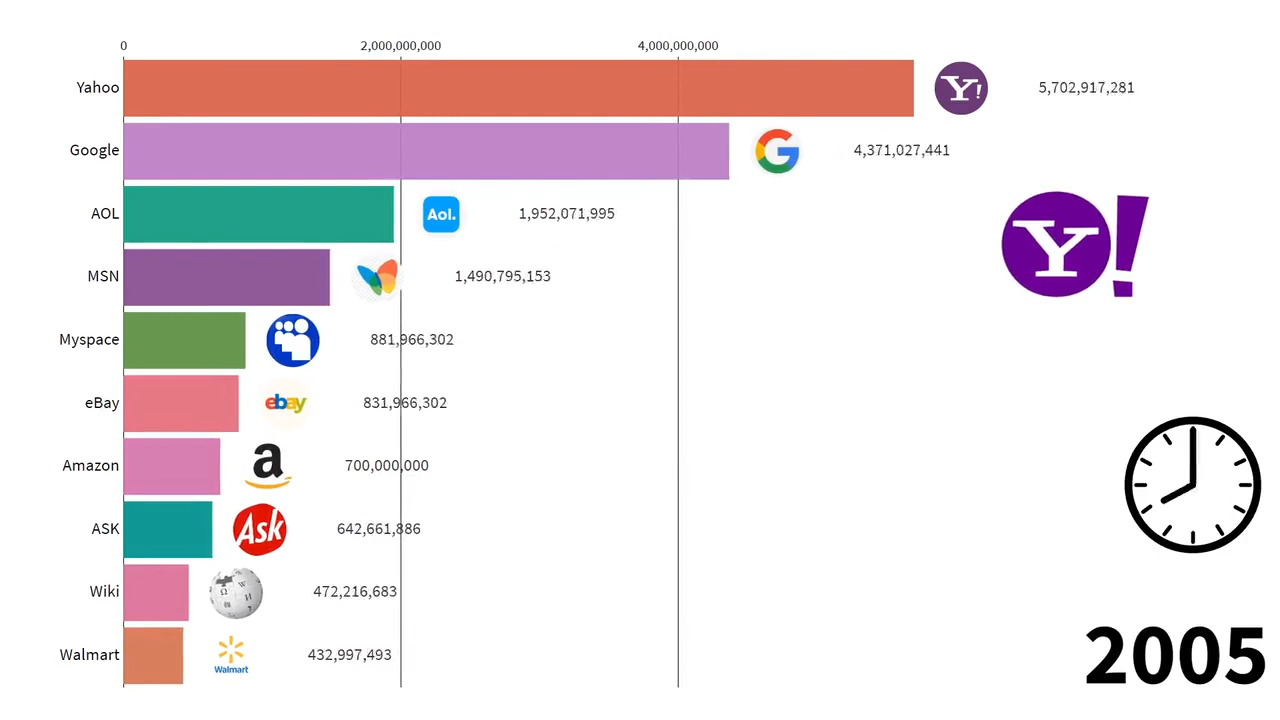 0 2,000,000,000 4,000,000,000
Yahoo Y! 5,702,917,281
Google G 4,371,027,441
AOL Aol. 1,952,071,995
Y!
MSN 1,490,795,153
Myspace 881,966,302
eBay ebay 831,966,302
Amazon a 700,000,000
ASK Ask 642,661,886
Wiki 472,216,683
Walmart Walmart 432,997,493
2005